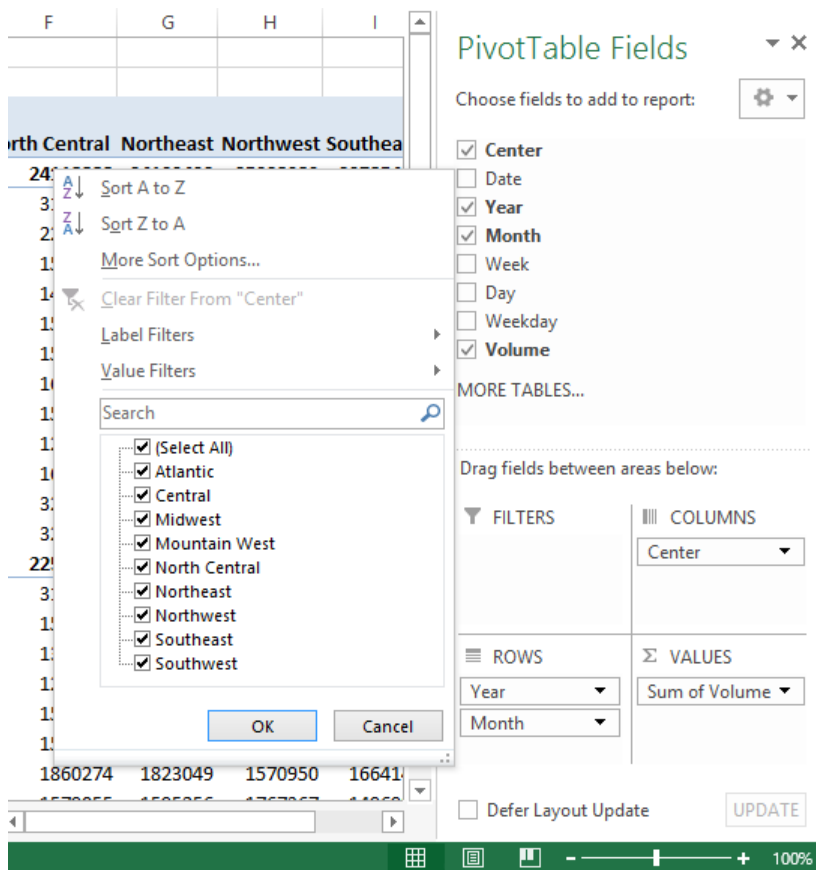 F G H I
PivotTable Fields
Choose fields to add to report:
rth Central Northeast Northwest Southea
Center
Date
Year
Month
Week
Day
Weekday
Volume
MORE TABLES...
Sort A to Z
Sort Z to A
More Sort Options...
Clear Filter From "Center"
Label Filters
Value Filters
Search
(Select All)
Atlantic
Central
Midwest
Mountain West
North Central
Northeast
Northwest
Southeast
Southwest
OK Cancel
1860274 1823049 1570950 16641
Drag fields between areas below:
FILTERS
COLUMNS
Center
ROWS
Year
Month
Σ VALUES
Sum of Volume
Defer Layout Update UPDATE
100%